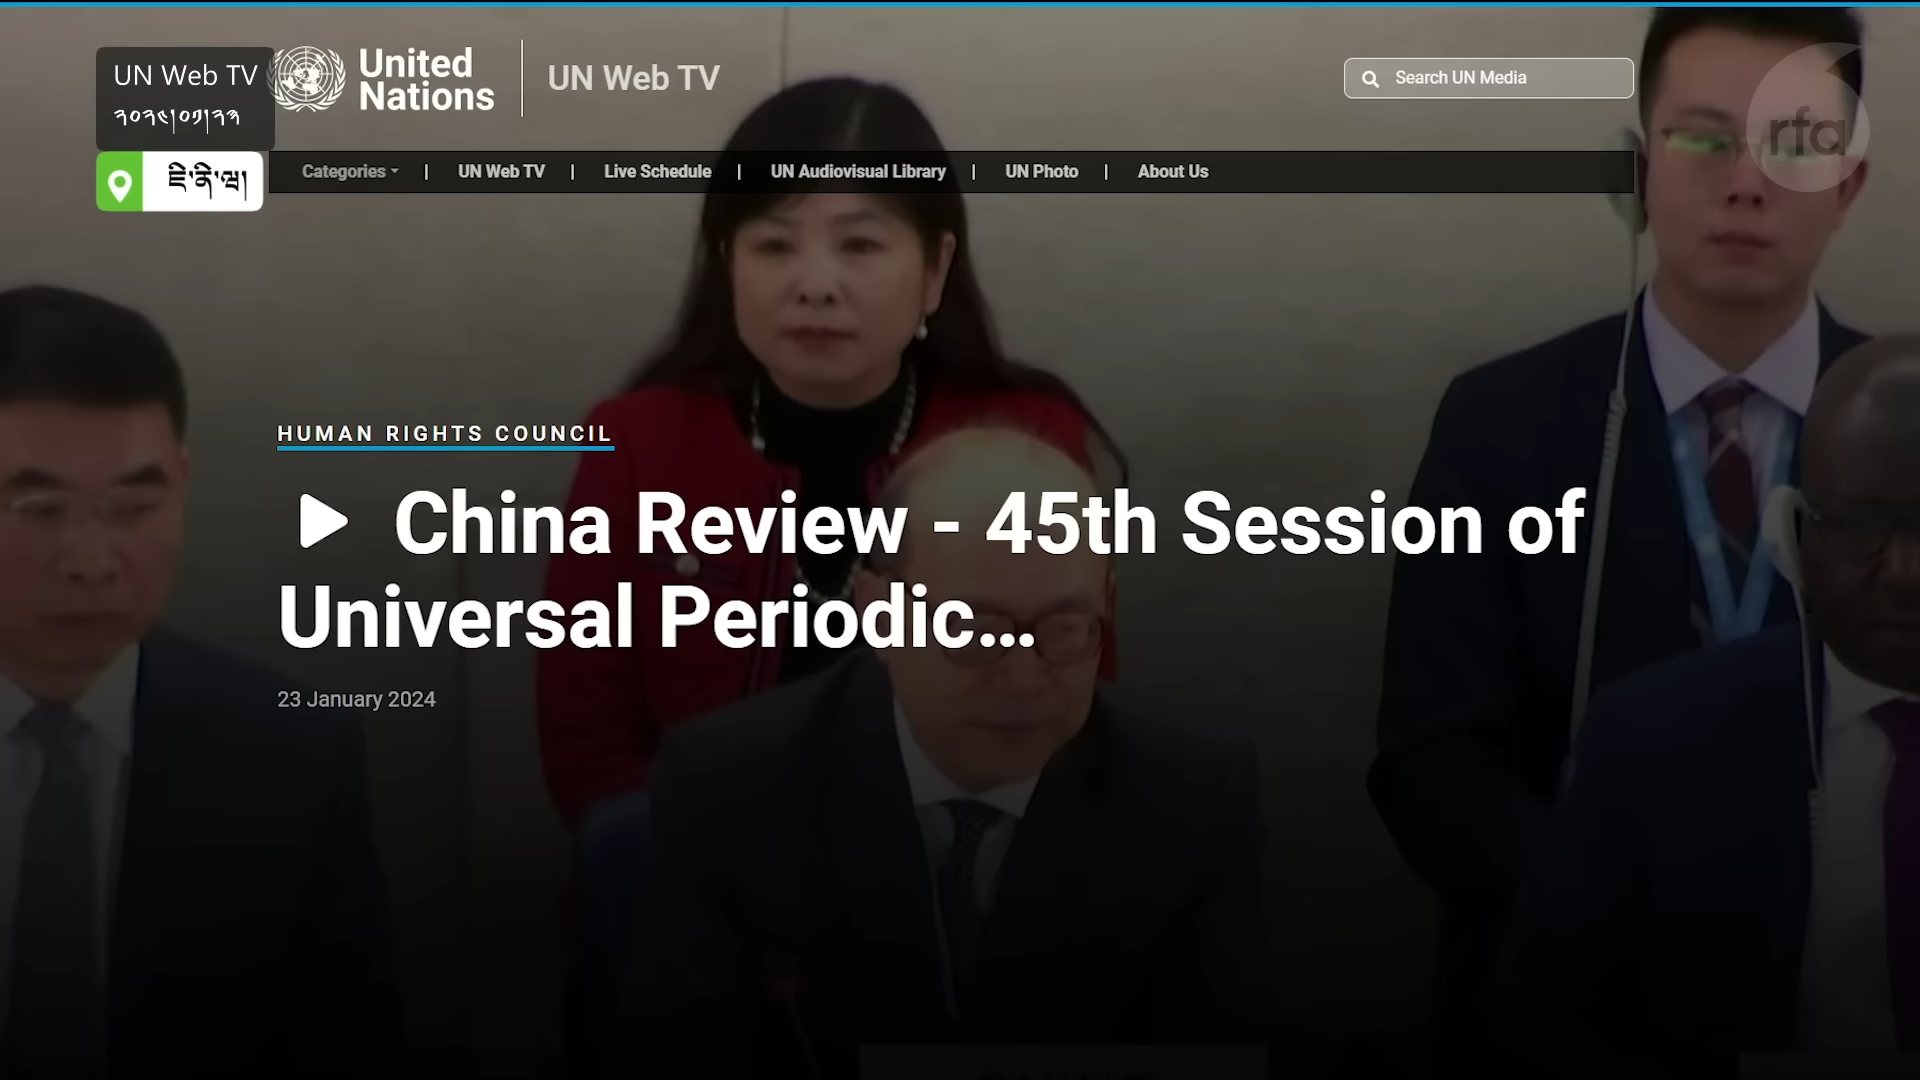 UN Web TV
༢༠༢༤།༠༡།༢༣
ཇི་ནི་ཝ།
United
Nations
UN Web TV
Search UN Media
rfa
Categories | UN Web TV | Live Schedule | UN Audiovisual Library | UN Photo | About Us
HUMAN RIGHTS COUNCIL
China Review - 45th Session of
Universal Periodic...
23 January 2024